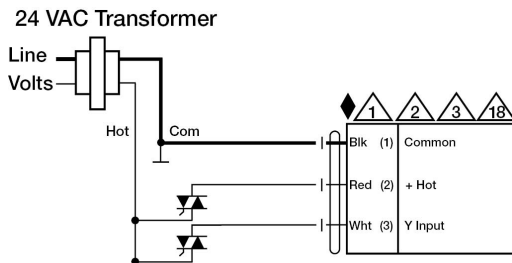 24 VAC Transformer
Line
Volts
Hot
Com
1 2 3 18
Blk (1) Common
Red (2) + Hot
Wht (3) Y Input